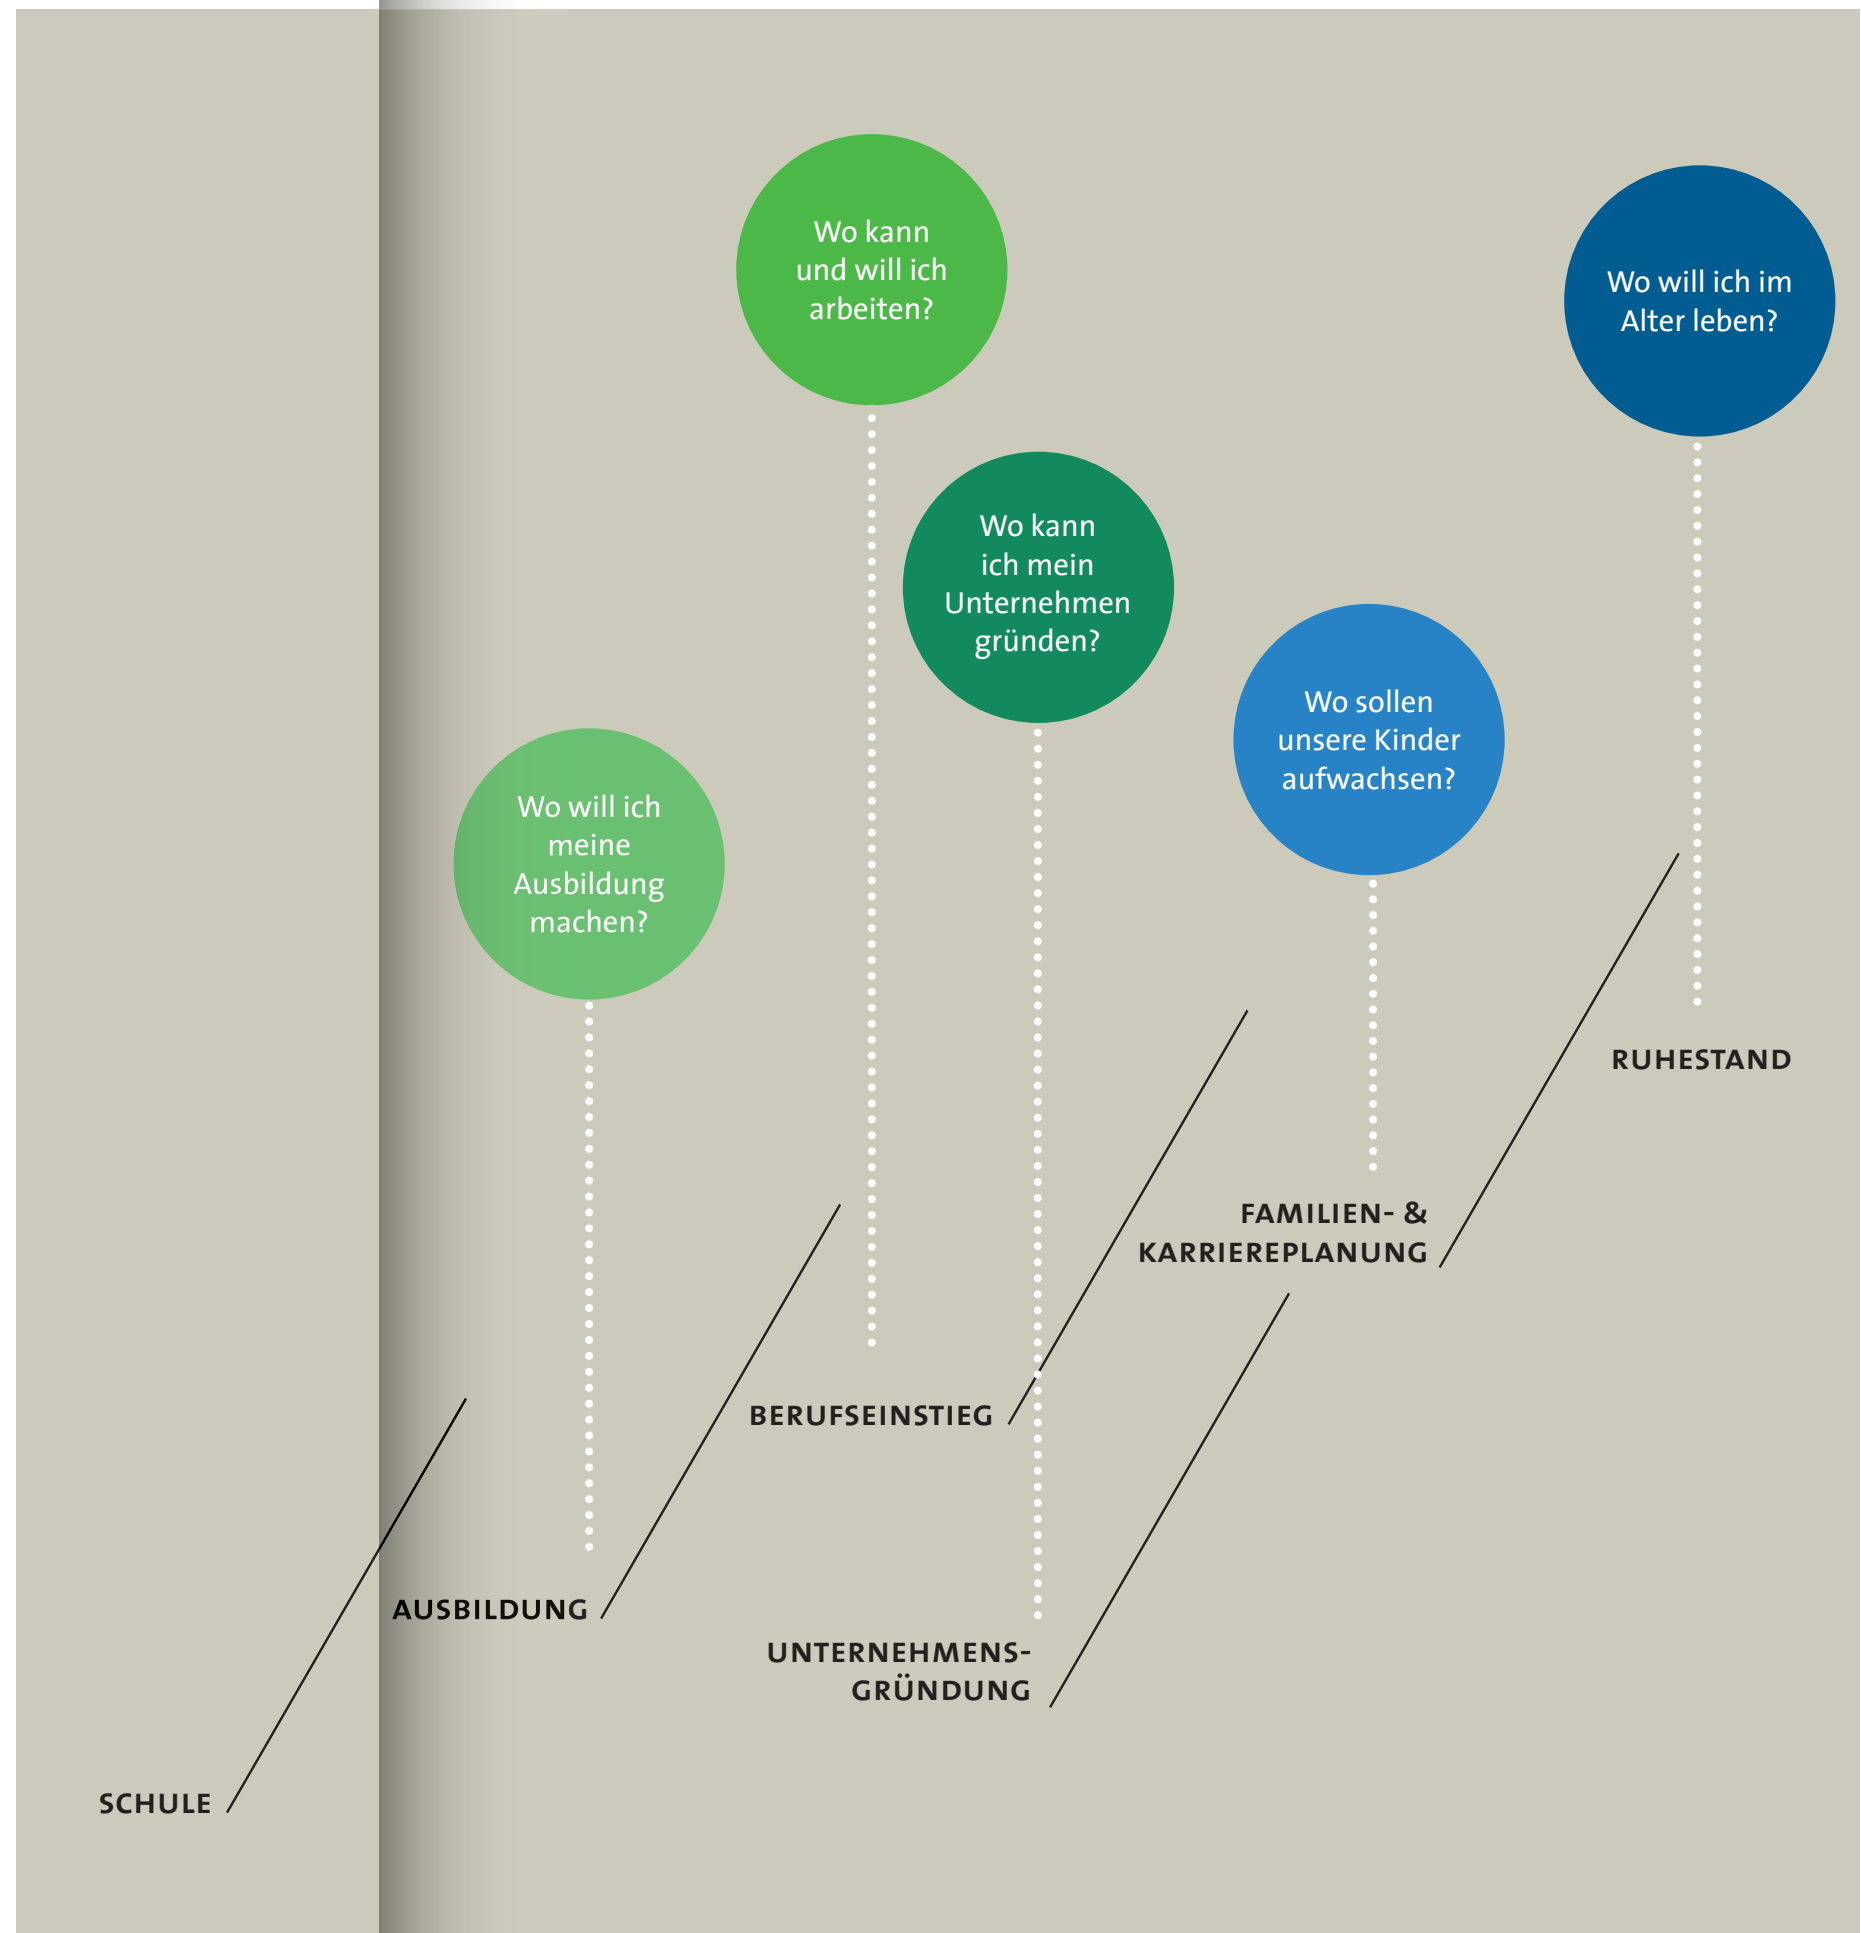 Wo kann
und will ich
arbeiten?
Wo will ich im
Alter leben?
Wo kann
ich mein
Unternehmen
gründen?
Wo sollen
unsere Kinder
aufwachsen?
Wo will ich
meine
Ausbildung
machen?
RUHESTAND
FAMILIEN- &
KARRIEREPLANUNG
BERUFSEINSTIEG
AUSBILDUNG
UNTERNEHMENS-
GRÜNDUNG
SCHULE